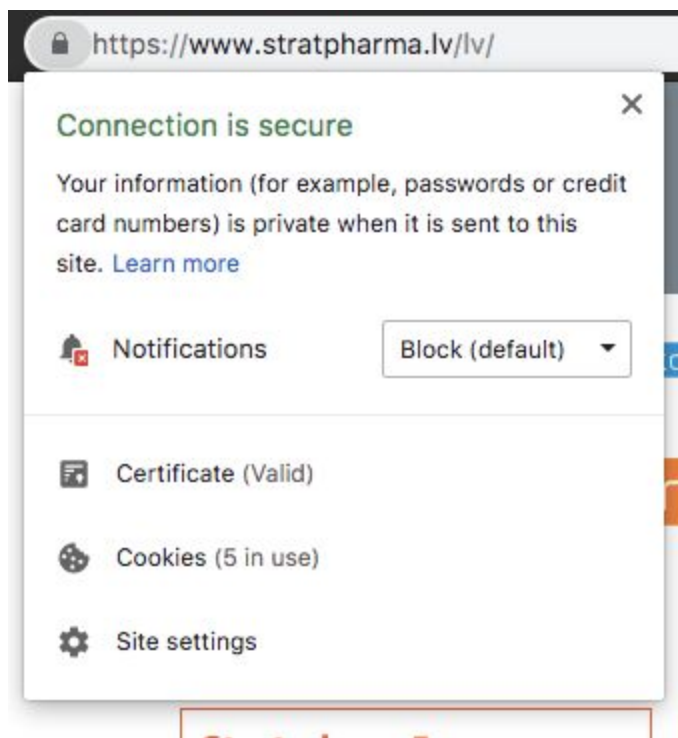 https://www.stratpharma.lv/lv/
Connection is secure
Your information (for example, passwords or credit
card numbers) is private when it is sent to this
site. Learn more
Notifications
Block (default)
Certificate (Valid)
Cookies (5 in use)
Site settings